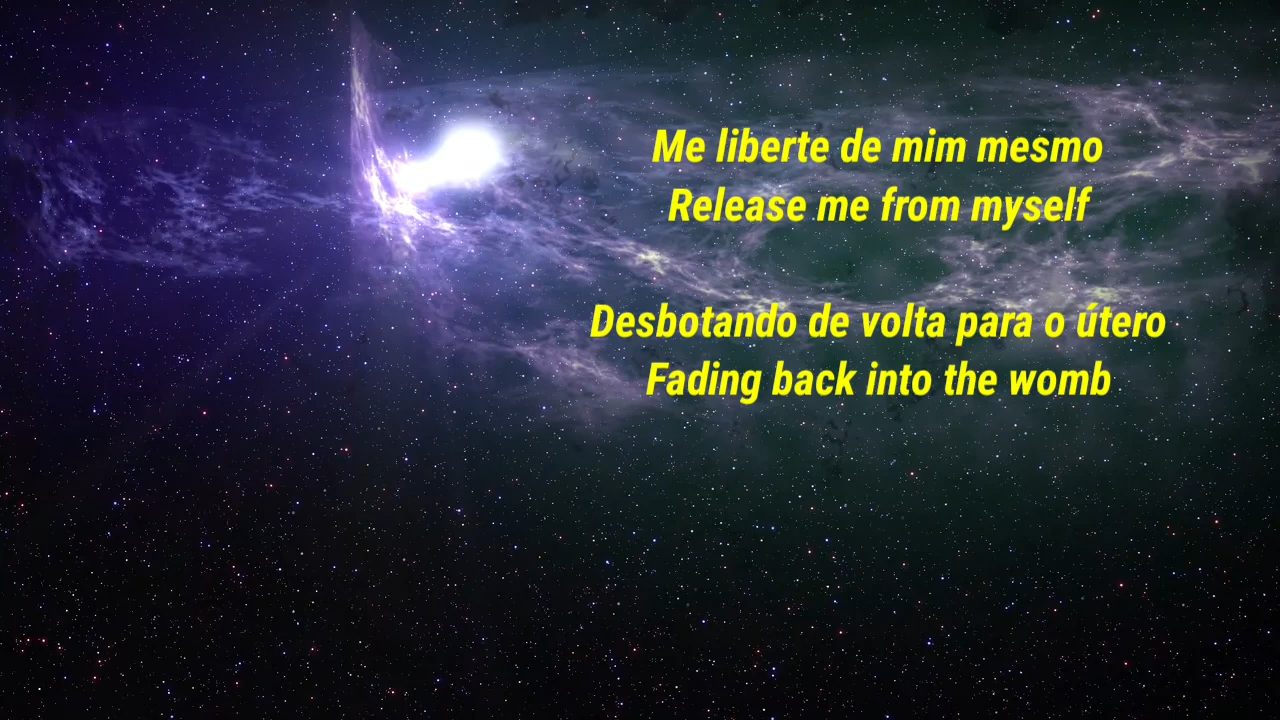 Me liberte de mim mesmo
Release me from myself
Desbotando de volta para o útero
Fading back into the womb